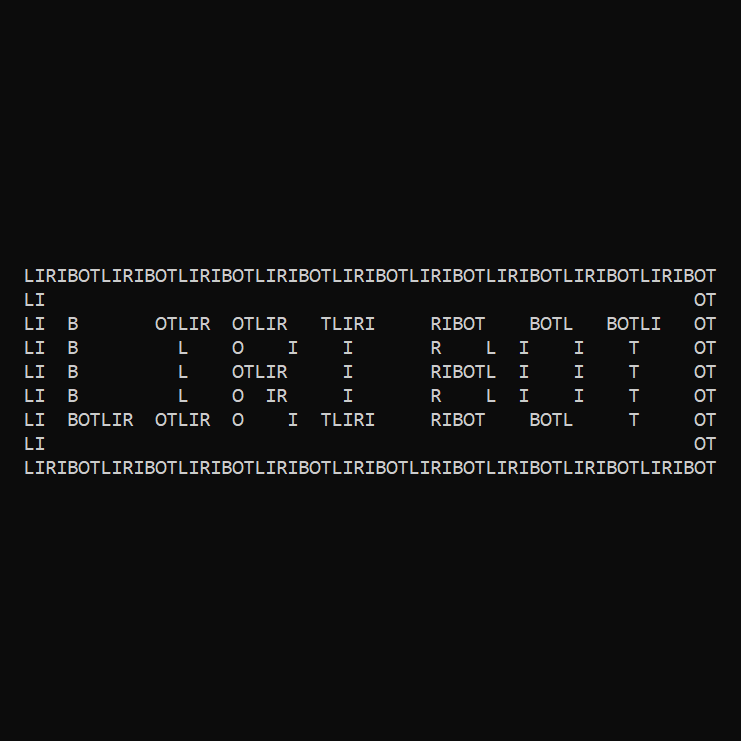 LIRIBOTLIRIBOTLIRIBOTLIRIBOTLIRIBOTLIRIBOTLIRIBOTLIRIBOTLIRIBOT
LI                                                           OT
LI  B       OTLIR  OTLIR   TLIRI     RIBOT    BOTL   BOTLI   OT
LI  B         L    O    I    I       R    L  I    I    T     OT
LI  B         L    OTLIR     I       RIBOTL  I    I    T     OT
LI  B         L    O  IR     I       R    L  I    I    T     OT
LI  BOTLIR  OTLIR  O    I  TLIRI     RIBOT    BOTL     T     OT
LI                                                           OT
LIRIBOTLIRIBOTLIRIBOTLIRIBOTLIRIBOTLIRIBOTLIRIBOTLIRIBOTLIRIBOT